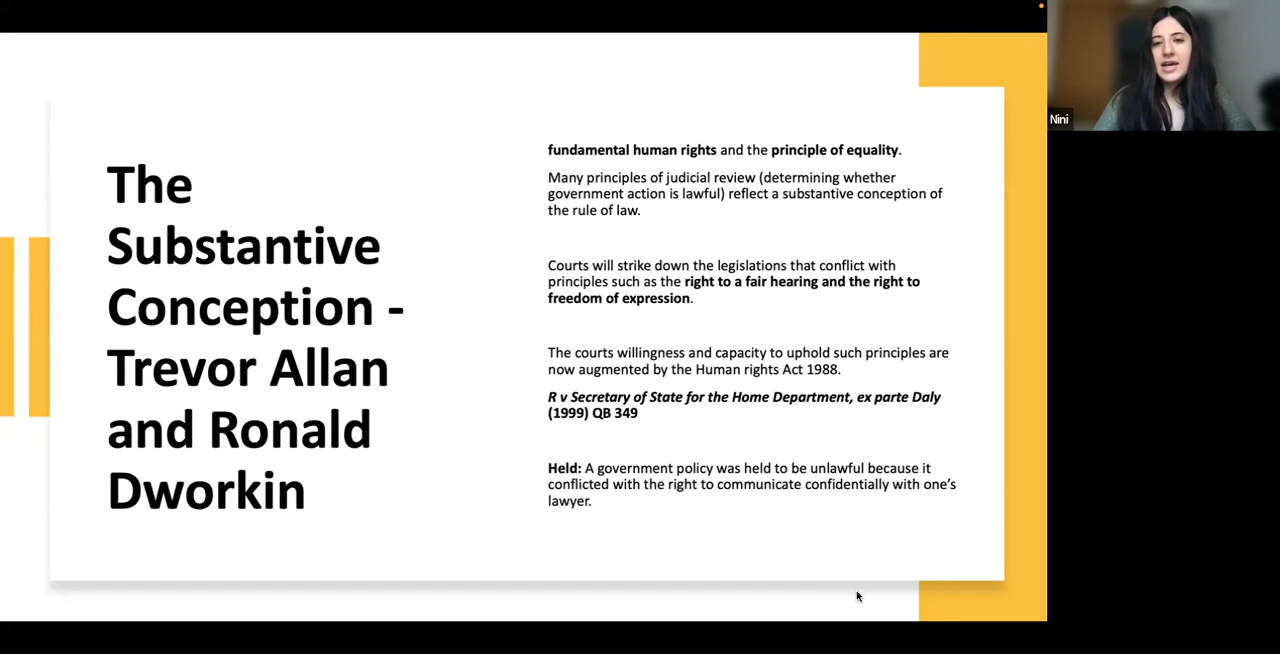 The
Substantive
Conception -
Trevor Allan
and Ronald
Dworkin
fundamental human rights and the principle of equality.
Many principles of judicial review (determining whether
government action is lawful) reflect a substantive conception of
the rule of law.
Courts will strike down the legislations that conflict with
principles such as the right to a fair hearing and the right to
freedom of expression.
The courts willingness and capacity to uphold such principles are
now augmented by the Human rights Act 1988.
R v Secretary of State for the Home Department, ex parte Daly
(1999) QB 349
Held: A government policy was held to be unlawful because it
conflicted with the right to communicate confidentially with one’s
lawyer.
Nini